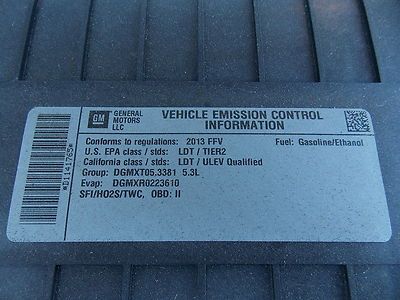 GM
GENERAL MOTORS LLC
VEHICLE EMISSION CONTROL
INFORMATION
Conforms to regulations: 2013 FFV Fuel: Gasoline/Ethanol
U.S. EPA class / stds: LDT / TIER2
California class / stds: LDT / ULEV Qualified
Group: DGMXT05.3381 5.3L
Evap: DGMXR0223610
SFI/HO2S/TWC, OBD: II
*D1141765*